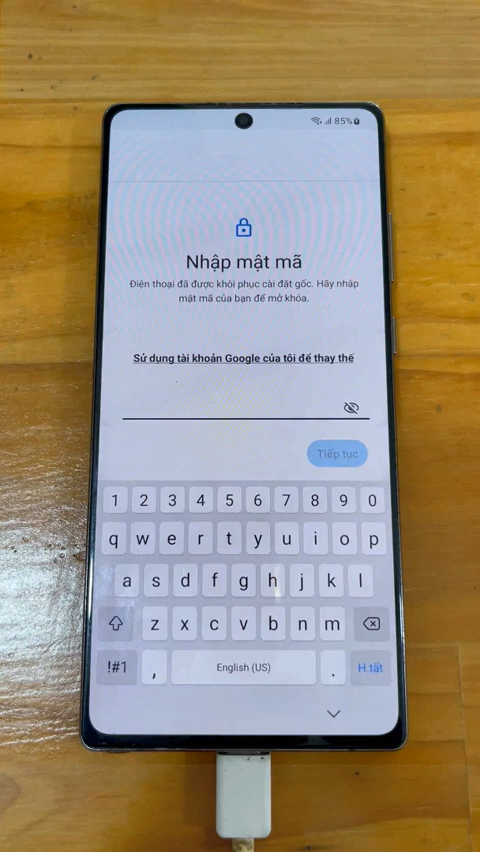 85%
Nhập mật mã
Điện thoại đã được khôi phục cài đặt gốc. Hãy nhập
mật mã của bạn để mở khóa.
Sử dụng tài khoản Google của tôi để thay thế
Tiếp tục
1 2 3 4 5 6 7 8 9 0
q w e r t y u i o p
a s d f g h j k l
z x c v b n m
!#1 , English (US) . H.tất